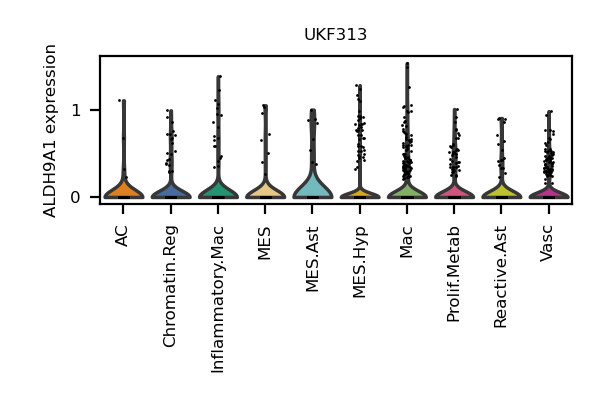 UKF313
ALDH9A1 expression
1
0
AC
Chromatin.Reg
Inflammatory.Mac
MES
MES.Ast
MES.Hyp
Mac
Prolif.Metab
Reactive.Ast
Vasc